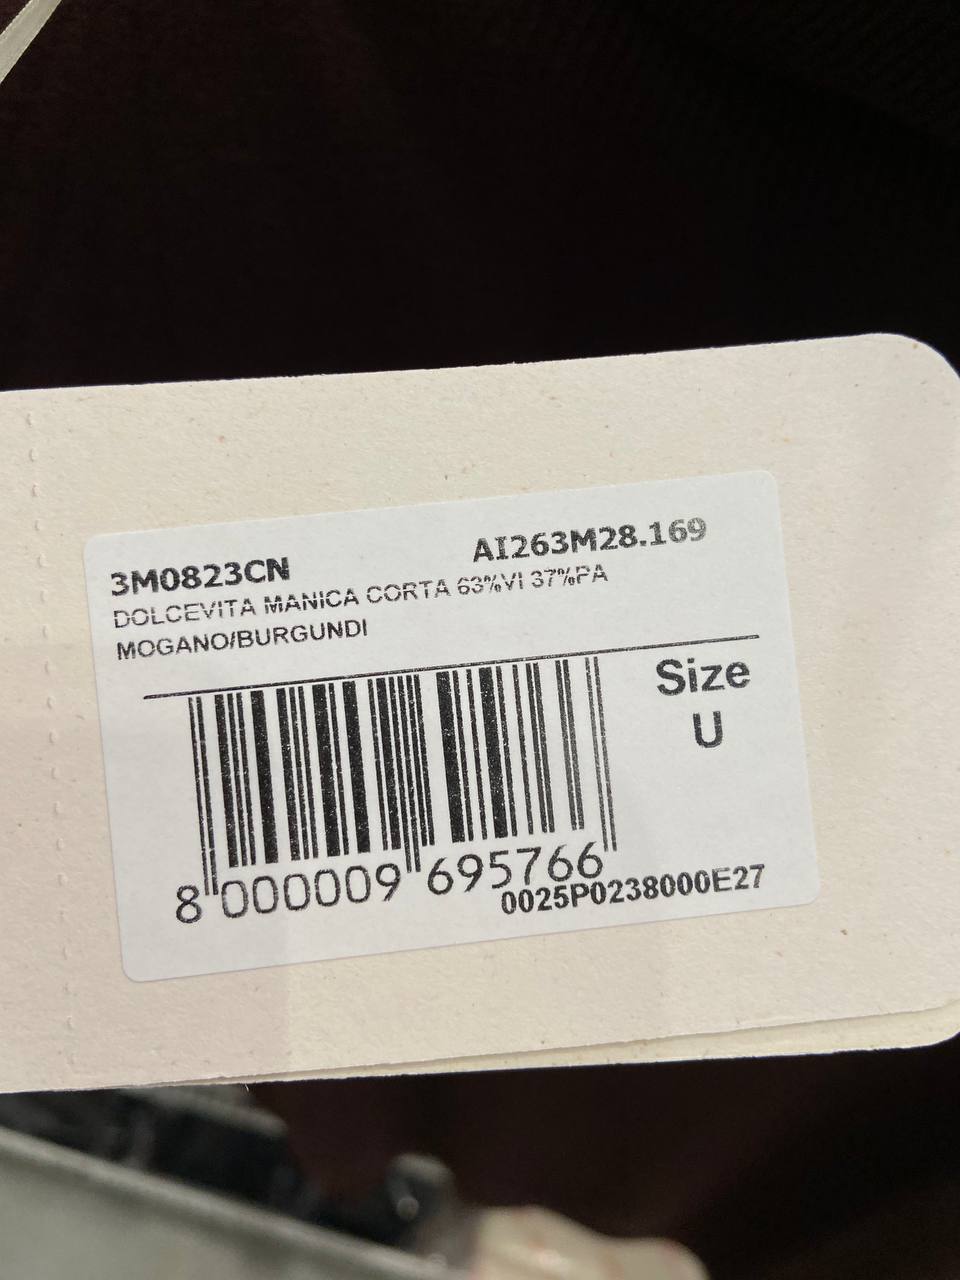 3M0823CN AI263M28.169
DOLCEVITA MANICA CORTA 63%VI 37%PA
MOGANO/BURGUNDI
Size
U
8 000009 695766
0025P0238000E27